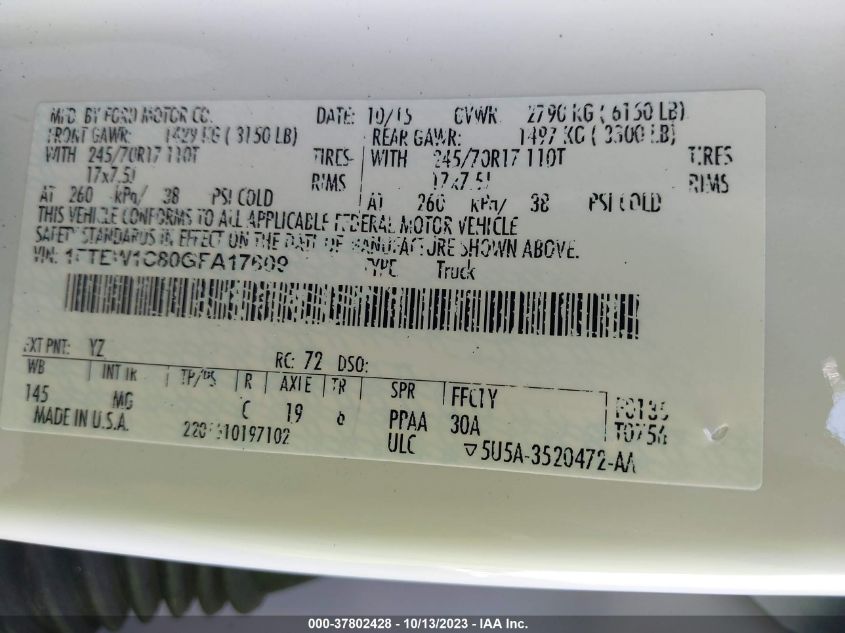 MFD. BY FORD MOTOR CO. DATE: 10/15 GVWR: 2790 KG ( 6150 LB)
FRONT GAWR: 1429 KG ( 3150 LB) REAR GAWR: 1497 KG ( 3300 LB)
WITH 245/70R17 110T TIRES WITH 245/70R17 110T TIRES
17x7.5J RIMS 17x7.5J RIMS
AT 260 kPa/ 38 PSI COLD AT 260 kPa/ 38 PSI COLD
THIS VEHICLE CONFORMS TO ALL APPLICABLE FEDERAL MOTOR VEHICLE
SAFETY STANDARDS IN EFFECT ON THE DATE OF MANUFACTURE SHOWN ABOVE.
VIN: 1FTEW1C80GFA17609 TYPE: Truck
EXT PNT: YZ RC: 72 DSO:
WB INT TR TP/PS R AXLE TR SPR
145 MG C 19 6 PPAA 30A
MADE IN U.S.A. ULC 5U5A-3520472-AA
000-37802428 - 10/13/2023 - IAA Inc.